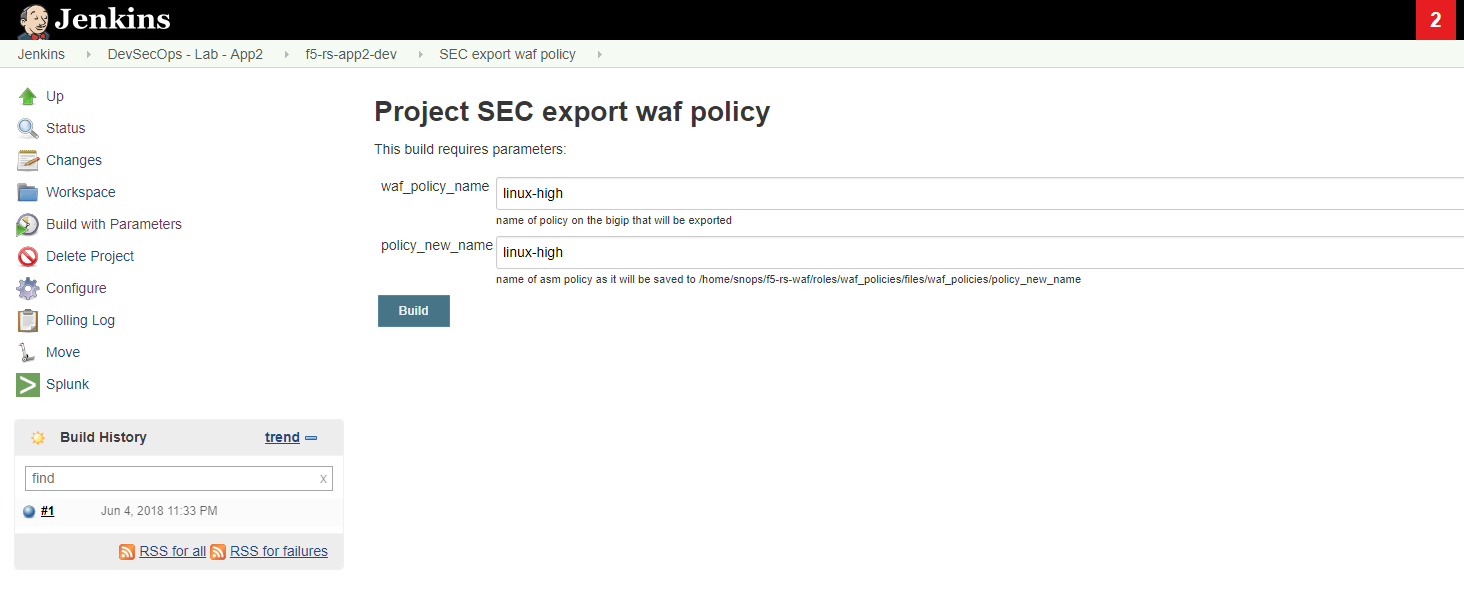 Jenkins
2
Jenkins DevSecOps - Lab - App2 f5-rs-app2-dev SEC export waf policy
Up
Status
Changes
Workspace
Build with Parameters
Delete Project
Configure
Polling Log
Move
Splunk
Build History trend
find x
#1 Jun 4, 2018 11:33 PM
RSS for all RSS for failures
Project SEC export waf policy
This build requires parameters:
waf_policy_name linux-high
name of policy on the bigip that will be exported
policy_new_name linux-high
name of asm policy as it will be saved to /home/snops/f5-rs-waf/roles/waf_policies/files/waf_policies/policy_new_name
Build